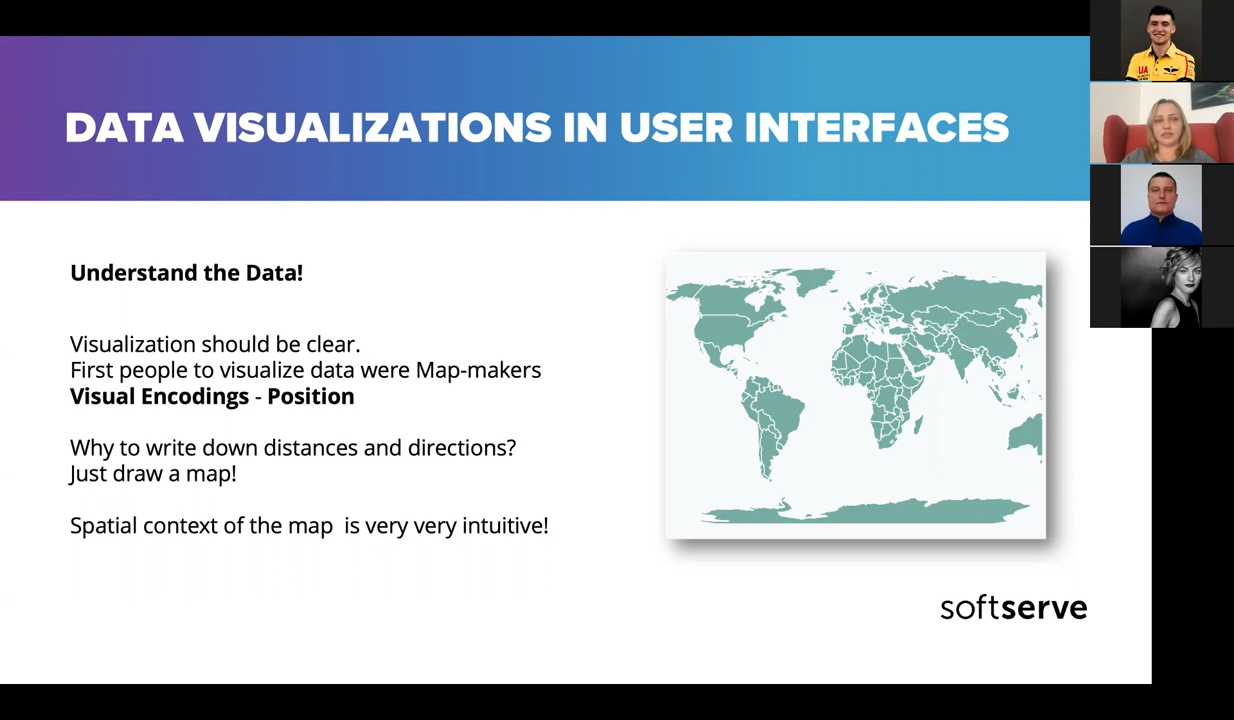 DATA VISUALIZATIONS IN USER INTERFACES
Understand the Data!
Visualization should be clear.
First people to visualize data were Map-makers
Visual Encodings - Position
Why to write down distances and directions?
Just draw a map!
Spatial context of the map is very very intuitive!
softserve
UA